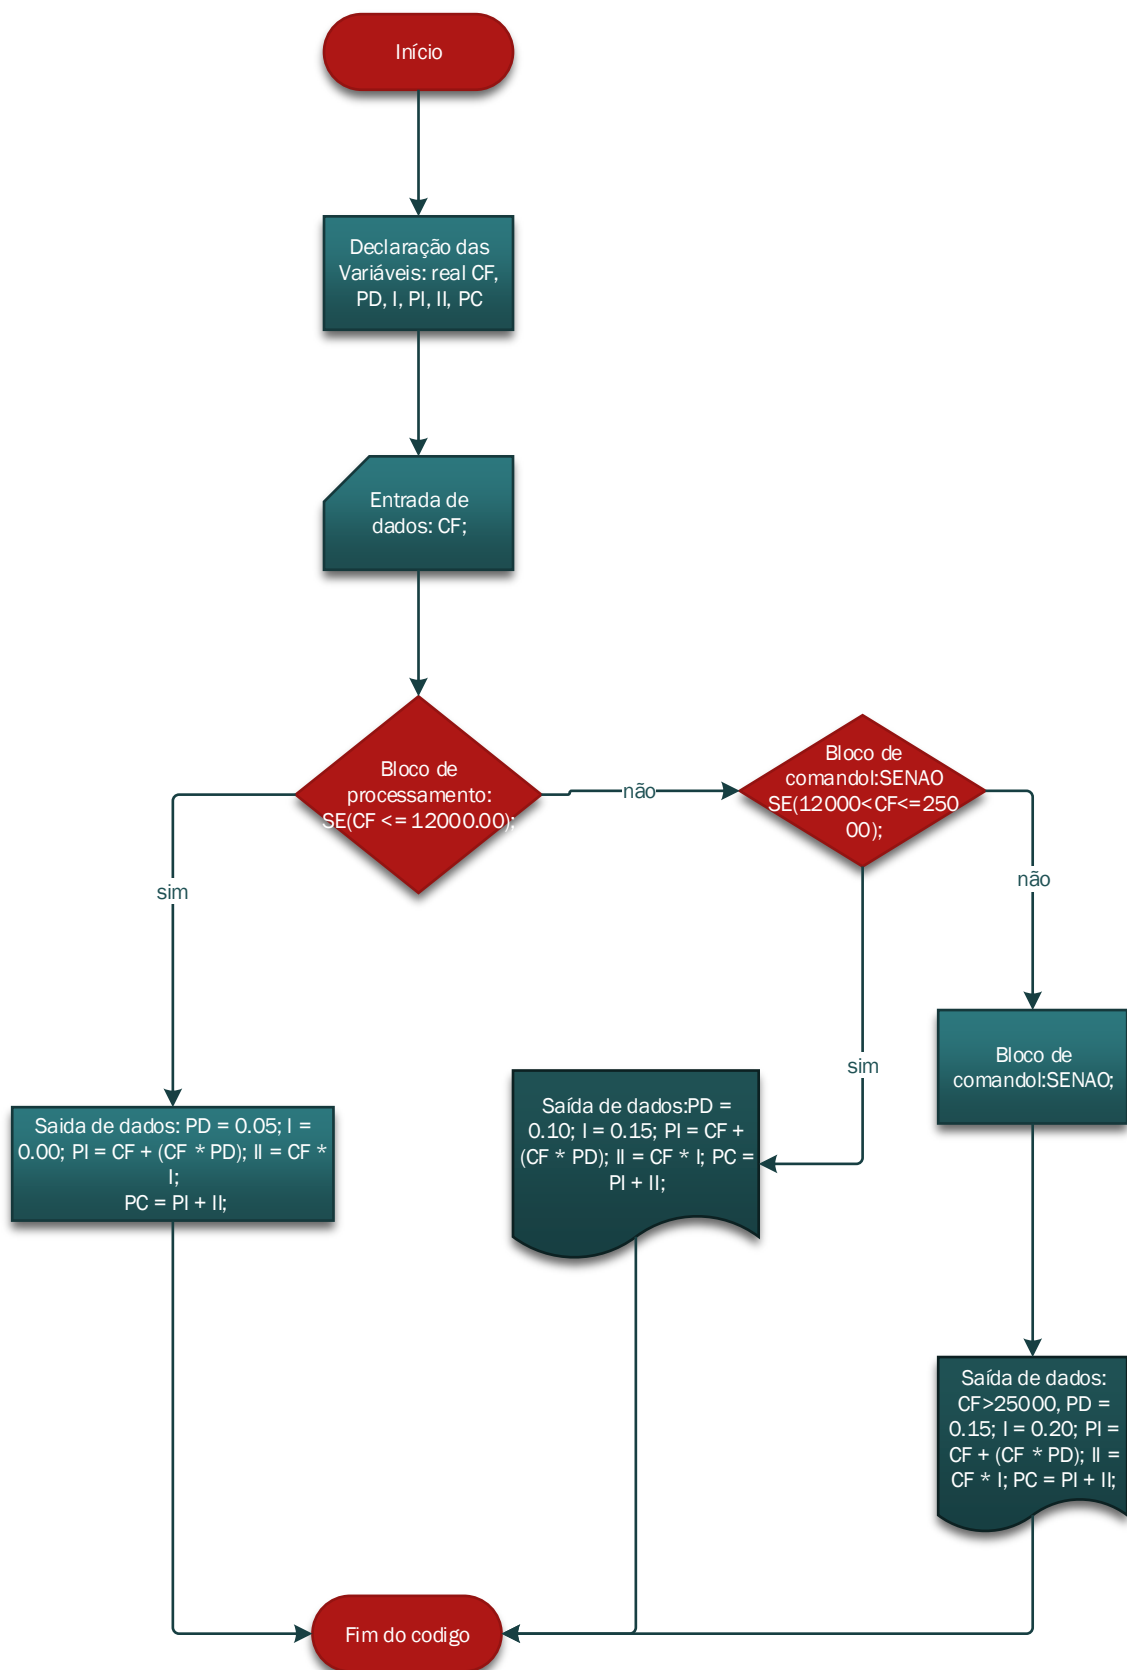 Início
Declaração das
Variáveis: real CF,
PD, I, PI, II, PC
Entrada de
dados: CF;
Bloco de
processamento:
SE(CF <= 12000.00);
não
Bloco de
comandol:SENAO
SE(12000<CF<=250
00);
sim
não
sim
Bloco de
comandol:SENAO;
Saida de dados: PD = 0.05; I =
0.00; PI = CF + (CF * PD); II = CF *
I;
PC = PI + II;
Saída de dados:PD =
0.10; I = 0.15; PI = CF +
(CF * PD); II = CF * I; PC =
PI + II;
Saída de dados:
CF>25000, PD =
0.15; I = 0.20; PI =
CF + (CF * PD); II =
CF * I; PC = PI + II;
Fim do codigo